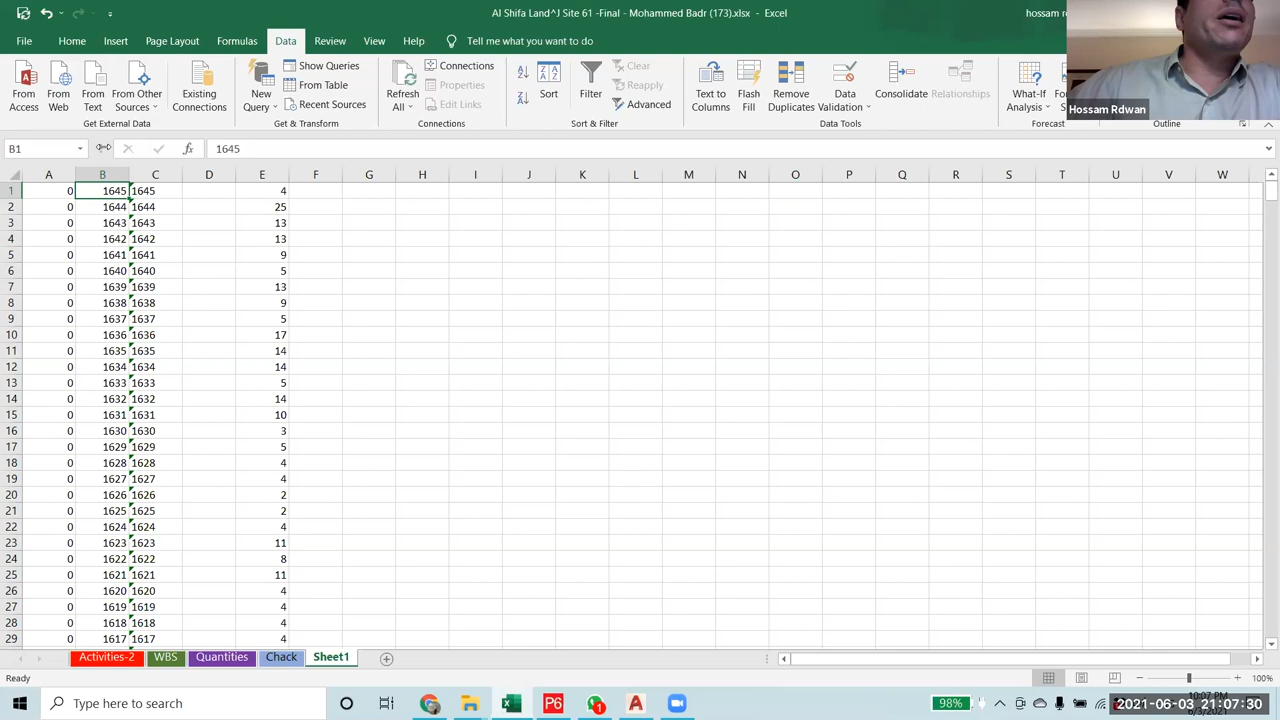 Al Shifa Land^J Site 61 -Final - Mohammed Badr (173).xlsx - Excel
hossam r
File Home Insert Page Layout Formulas Data Review View Help Tell me what you want to do
From Access
From Web
From Text
From Other Sources
Existing Connections
Get External Data
New Query
Show Queries
From Table
Recent Sources
Get & Transform
Refresh All
Connections
Properties
Edit Links
Connections
Sort
Filter
Clear
Reapply
Advanced
Sort & Filter
Text to Columns
Flash Fill
Remove Duplicates
Data Validation
Consolidate
Relationships
Data Tools
What-If Analysis
Forecast
Outline
Hossam Rdwan
B1 fx 1645
A B C D E F G H I J K L M N O P Q R S T U V W
1 0 1645 1645 4
2 0 1644 1644 25
3 0 1643 1643 13
4 0 1642 1642 13
5 0 1641 1641 9
6 0 1640 1640 5
7 0 1639 1639 13
8 0 1638 1638 9
9 0 1637 1637 5
10 0 1636 1636 17
11 0 1635 1635 14
12 0 1634 1634 14
13 0 1633 1633 5
14 0 1632 1632 14
15 0 1631 1631 10
16 0 1630 1630 3
17 0 1629 1629 5
18 0 1628 1628 4
19 0 1627 1627 4
20 0 1626 1626 2
21 0 1625 1625 2
22 0 1624 1624 4
23 0 1623 1623 11
24 0 1622 1622 8
25 0 1621 1621 11
26 0 1620 1620 4
27 0 1619 1619 4
28 0 1618 1618 4
29 0 1617 1617 4
Activities-2 WBS Quantities Chack Sheet1
Ready 100%
Type here to search
P6
1
98%
10:07 PM
2021-06-03 21:07:30